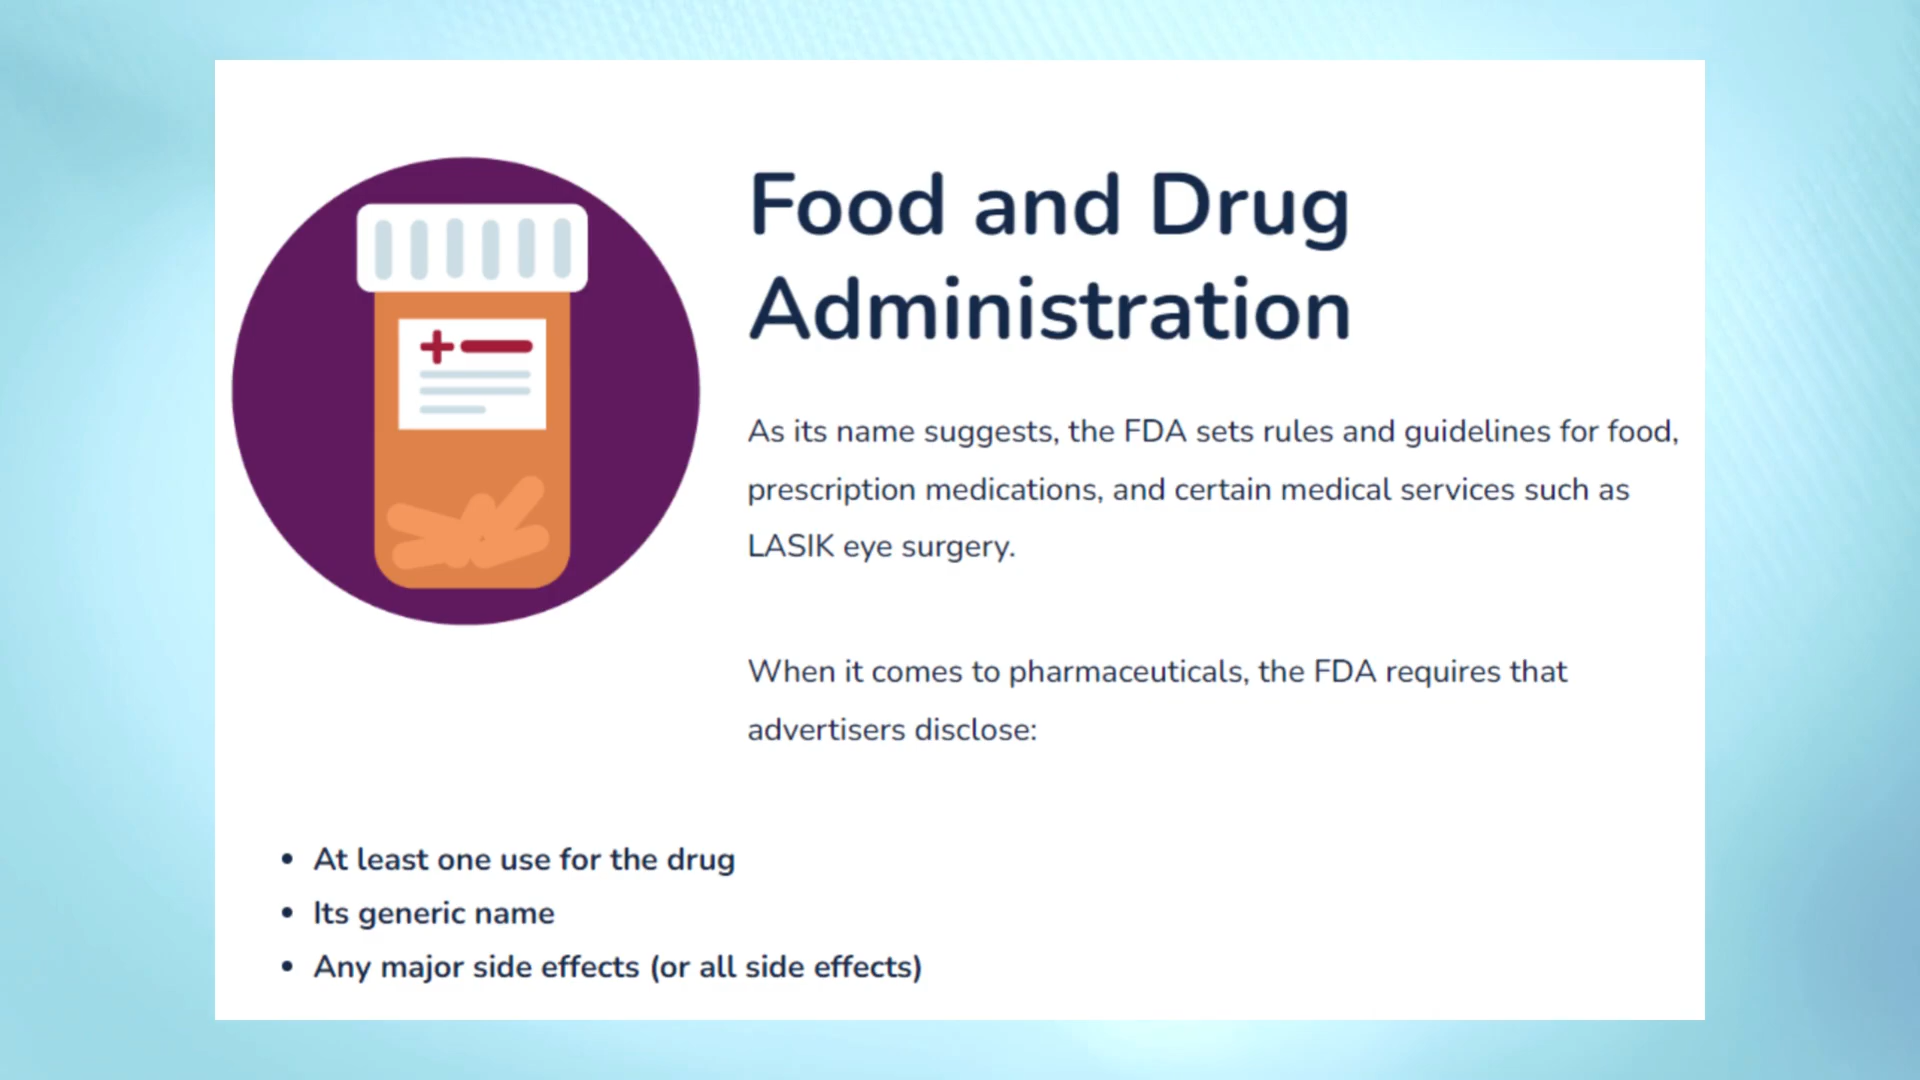 Food and Drug
Administration
As its name suggests, the FDA sets rules and guidelines for food,
prescription medications, and certain medical services such as
LASIK eye surgery.
When it comes to pharmaceuticals, the FDA requires that
advertisers disclose:
• At least one use for the drug
• Its generic name
• Any major side effects (or all side effects)